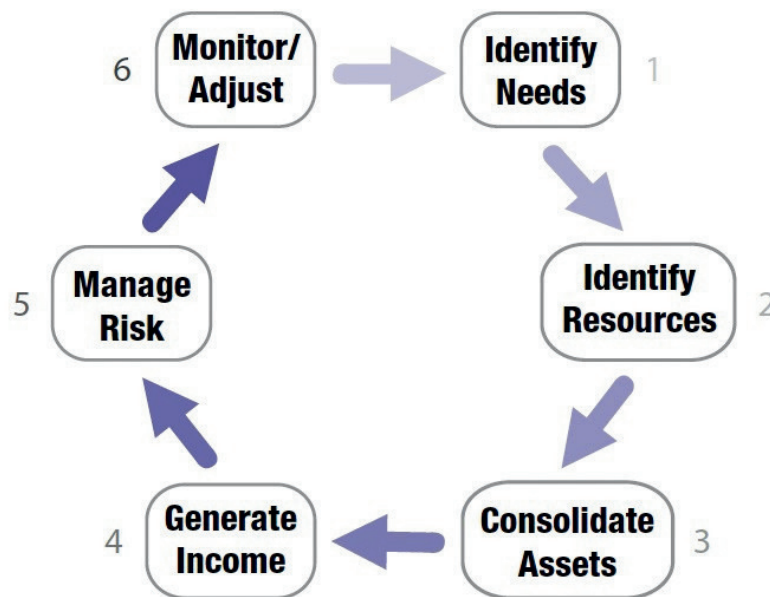 6
Monitor/
Adjust
Identify
Needs
1
Identify
Resources
2
Consolidate
Assets
3
Generate
Income
4
Manage
Risk
5